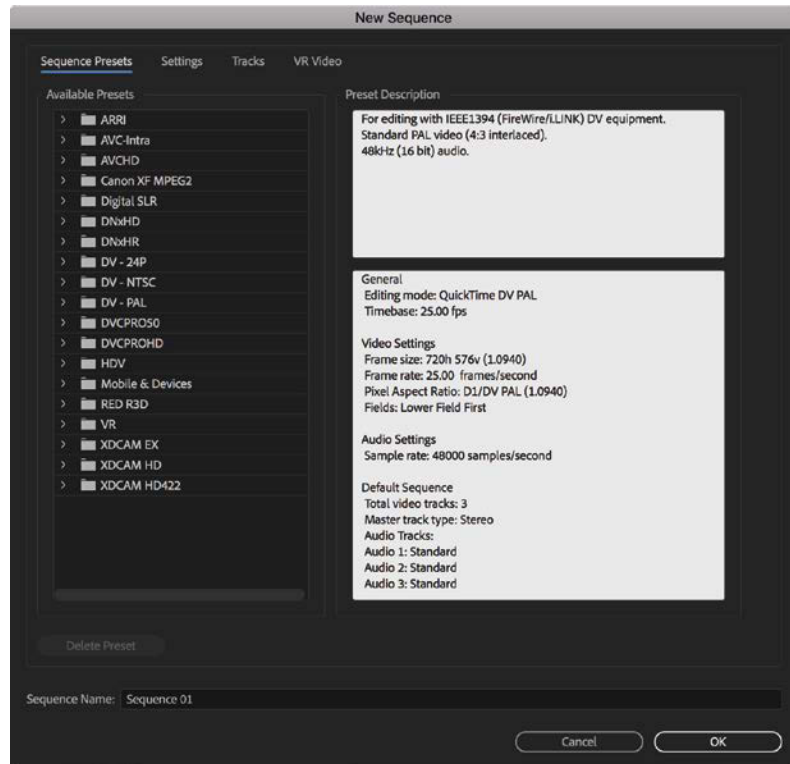 New Sequence
Sequence Presets Settings Tracks VR Video
Available Presets
ARRI
AVC-Intra
AVCHD
Canon XF MPEG2
Digital SLR
DNxHD
DNxHR
DV - 24P
DV - NTSC
DV - PAL
DVCPRO50
DVCPROHD
HDV
Mobile & Devices
RED R3D
VR
XDCAM EX
XDCAM HD
XDCAM HD422
Preset Description
For editing with IEEE1394 (FireWire/i.LINK) DV equipment.
Standard PAL video (4:3 interlaced).
48kHz (16 bit) audio.
General
Editing mode: QuickTime DV PAL
Timebase: 25.00 fps
Video Settings
Frame size: 720h 576v (1.0940)
Frame rate: 25.00 frames/second
Pixel Aspect Ratio: D1/DV PAL (1.0940)
Fields: Lower Field First
Audio Settings
Sample rate: 48000 samples/second
Default Sequence
Total video tracks: 3
Master track type: Stereo
Audio Tracks:
Audio 1: Standard
Audio 2: Standard
Audio 3: Standard
Delete Preset
Sequence Name: Sequence 01
Cancel OK